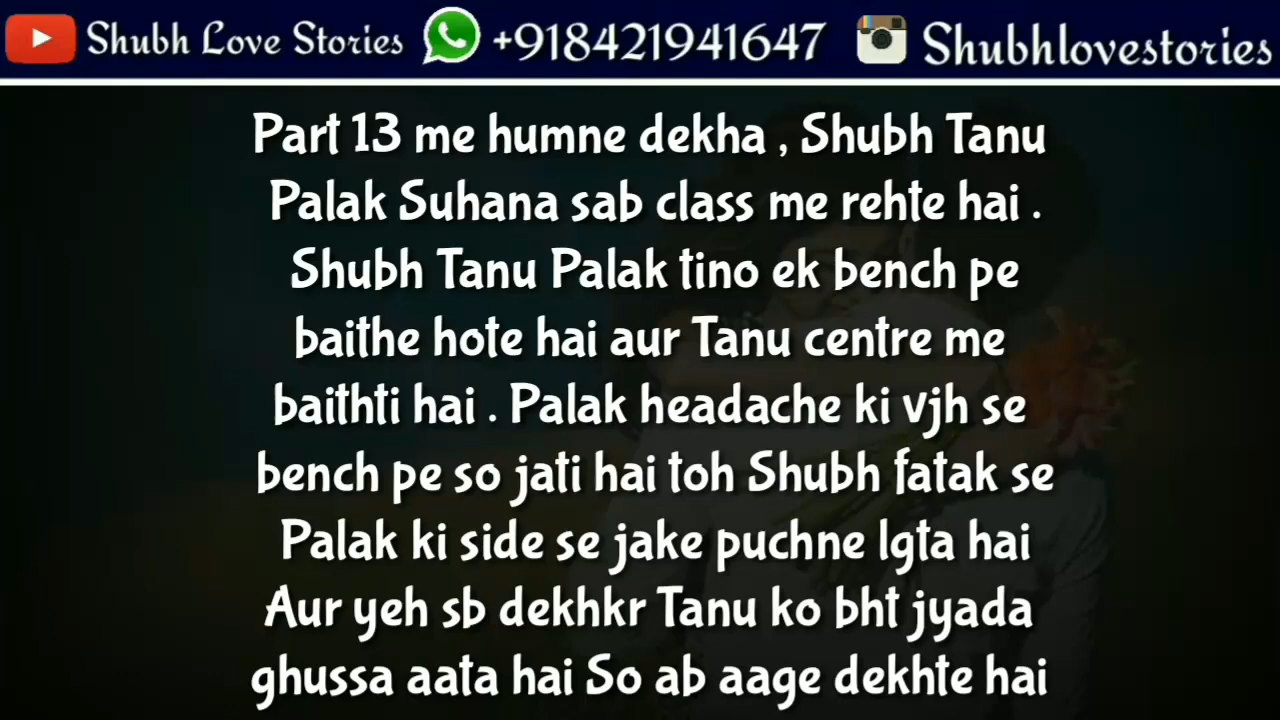 Shubh Love Stories +918421941647 Shubhlovestories
Part 13 me humne dekha , Shubh Tanu
Palak Suhana sab class me rehte hai .
Shubh Tanu Palak tino ek bench pe
baithe hote hai aur Tanu centre me
baithti hai . Palak headache ki vjh se
bench pe so jati hai toh Shubh fatak se
Palak ki side se jake puchne lgta hai
Aur yeh sb dekhkr Tanu ko bht jyada
ghussa aata hai So ab aage dekhte hai